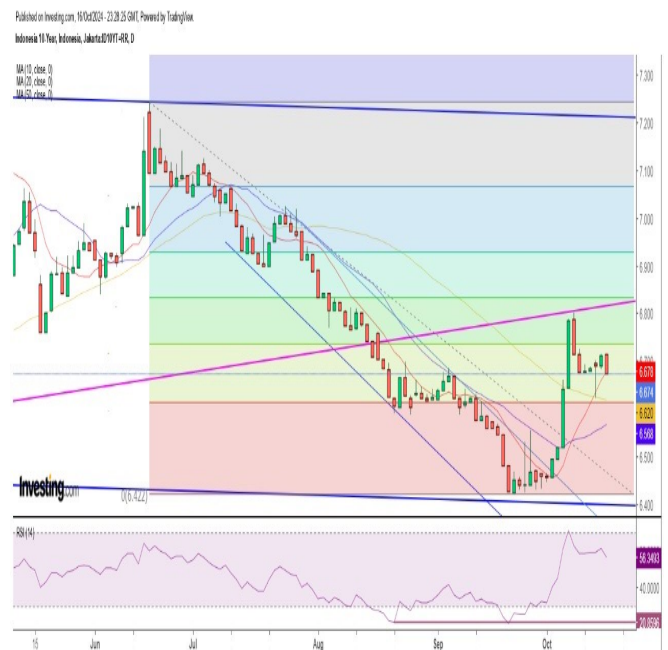 Published on Investing.com, 16/Oct/2024 - 23:28:25 GMT, Powered by TradingView.
Indonesia 10-Year, Indonesia, Jakarta:ID10YT=RR, D
MA (10, close, 0)
MA (20, close, 0)
MA (50, close, 0)
7.300
7.200
7.100
7.000
6.900
6.800
6.678
6.674
6.620
6.568
6.500
6.400
Investing.com
0(6.422)
RSI (14)
56.3493
40.0000
20.8596
15
Jun
Jul
Aug
Sep
Oct